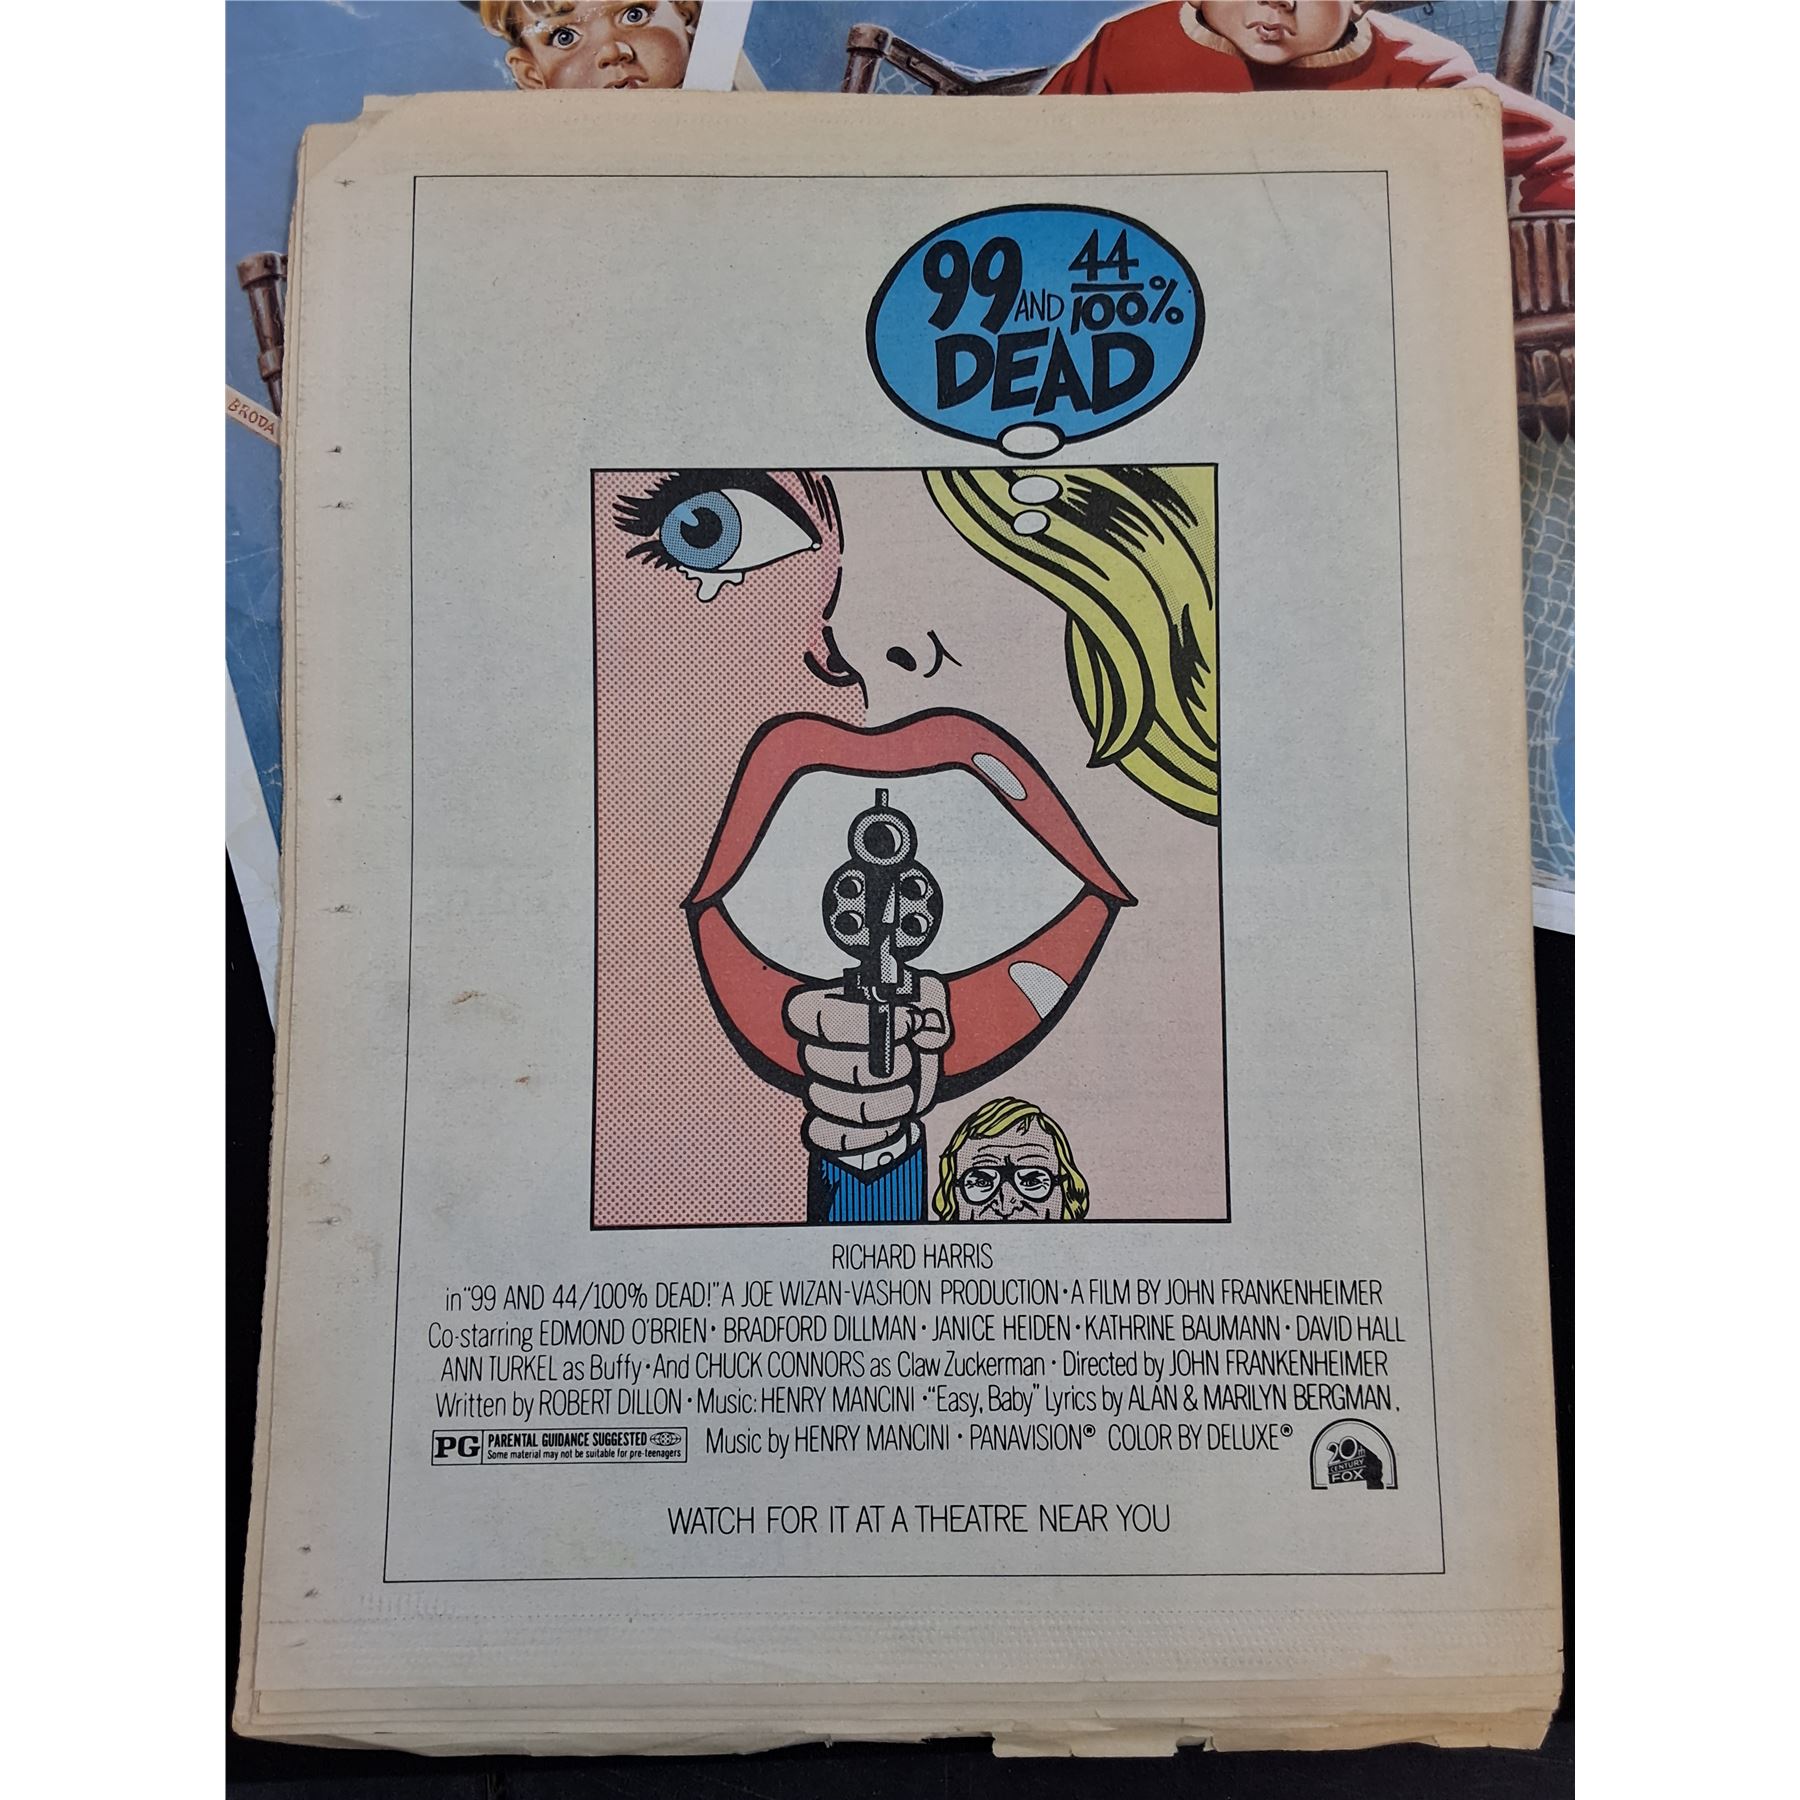 BRODA
99 AND 44/100%
DEAD
RICHARD HARRIS
in "99 AND 44/100% DEAD!" A JOE WIZAN-VASHON PRODUCTION • A FILM BY JOHN FRANKENHEIMER
Co-starring EDMOND O'BRIEN • BRADFORD DILLMAN • JANICE HEIDEN • KATHRINE BAUMANN • DAVID HALL
ANN TURKEL as Buffy • And CHUCK CONNORS as Claw Zuckerman • Directed by JOHN FRANKENHEIMER
Written by ROBERT DILLON • Music: HENRY MANCINI • "Easy, Baby" Lyrics by ALAN & MARILYN BERGMAN,
Music by HENRY MANCINI • PANAVISION® COLOR BY DELUXE®
PG PARENTAL GUIDANCE SUGGESTED
Some material may not be suitable for pre-teenagers
20th
CENTURY
FOX
WATCH FOR IT AT A THEATRE NEAR YOU